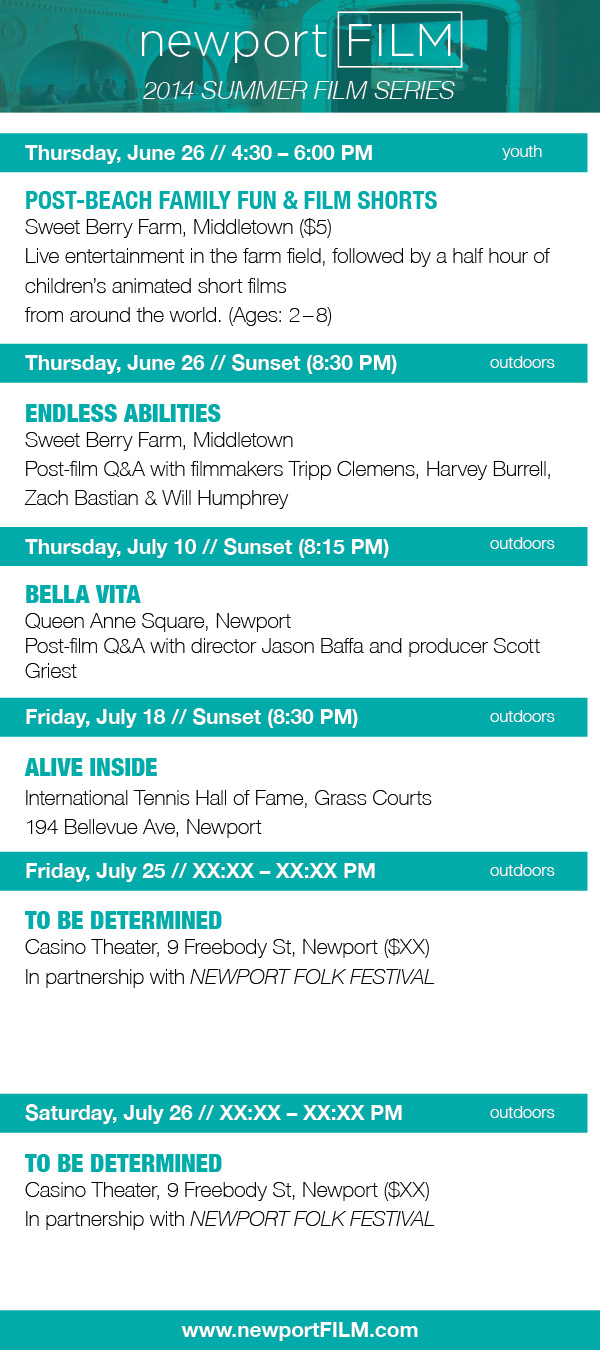 newport FILM
2014 SUMMER FILM SERIES
Thursday, June 26 // 4:30 – 6:00 PM youth
POST-BEACH FAMILY FUN & FILM SHORTS
Sweet Berry Farm, Middletown ($5)
Live entertainment in the farm field, followed by a half hour of
children’s animated short films
from around the world. (Ages: 2–8)
Thursday, June 26 // Sunset (8:30 PM) outdoors
ENDLESS ABILITIES
Sweet Berry Farm, Middletown
Post-film Q&A with filmmakers Tripp Clemens, Harvey Burrell,
Zach Bastian & Will Humphrey
Thursday, July 10 // Sunset (8:15 PM) outdoors
BELLA VITA
Queen Anne Square, Newport
Post-film Q&A with director Jason Baffa and producer Scott
Griest
Friday, July 18 // Sunset (8:30 PM) outdoors
ALIVE INSIDE
International Tennis Hall of Fame, Grass Courts
194 Bellevue Ave, Newport
Friday, July 25 // XX:XX – XX:XX PM outdoors
TO BE DETERMINED
Casino Theater, 9 Freebody St, Newport ($XX)
In partnership with NEWPORT FOLK FESTIVAL
Saturday, July 26 // XX:XX – XX:XX PM outdoors
TO BE DETERMINED
Casino Theater, 9 Freebody St, Newport ($XX)
In partnership with NEWPORT FOLK FESTIVAL
www.newportFILM.com